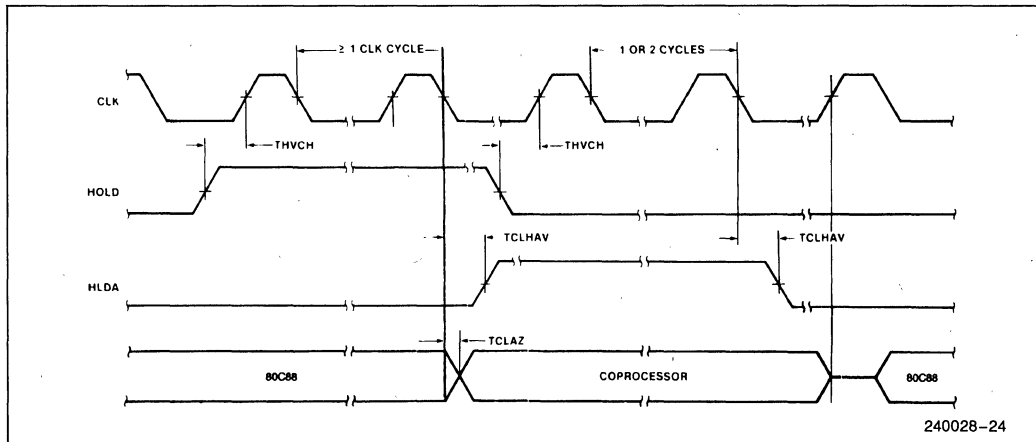 ≥ 1 CLK CYCLE
1 OR 2 CYCLES
CLK
THVCH
THVCH
HOLD
TCLHAV
TCLHAV
HLDA
TCLAZ
80C88
COPROCESSOR
80C88
240028–24